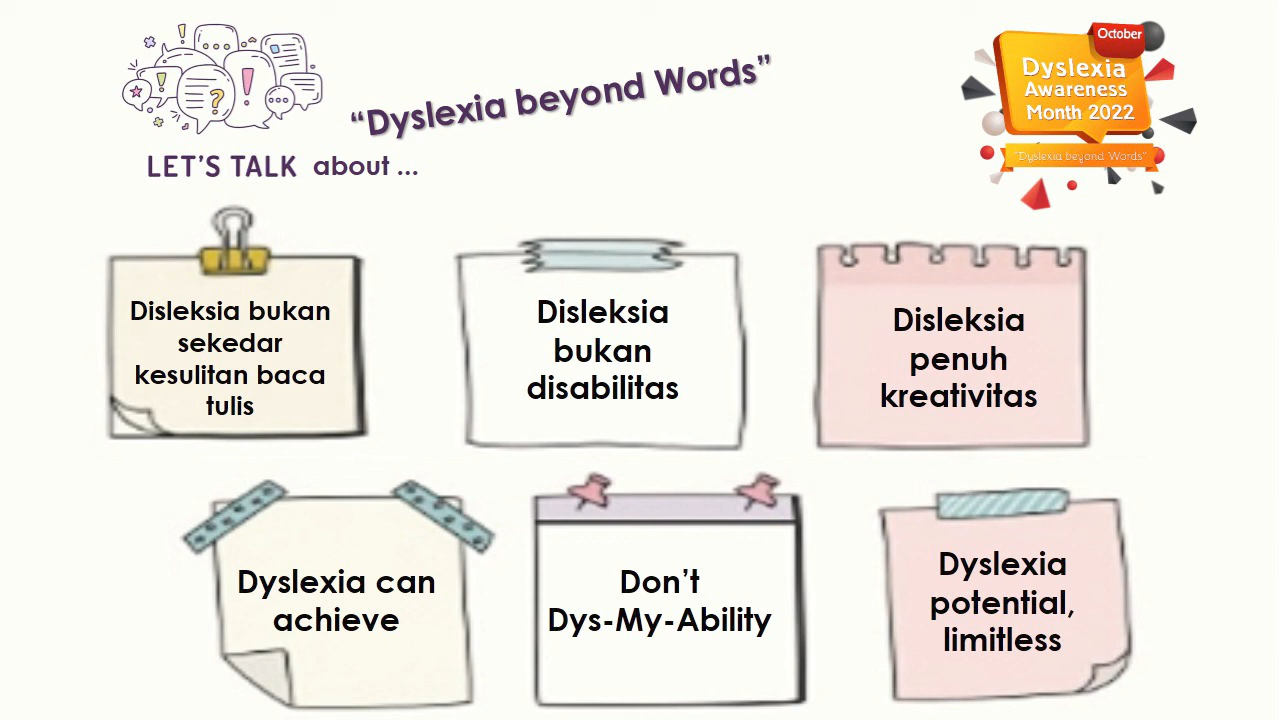 "Dyslexia beyond Words"
LET'S TALK about ...
October
Dyslexia
Awareness
Month 2022
"Dyslexia beyond Words"
Disleksia bukan
sekedar
kesulitan baca
tulis
Disleksia
bukan
disabilitas
Disleksia
penuh
kreativitas
Dyslexia can
achieve
Don't
Dys-My-Ability
Dyslexia
potential,
limitless